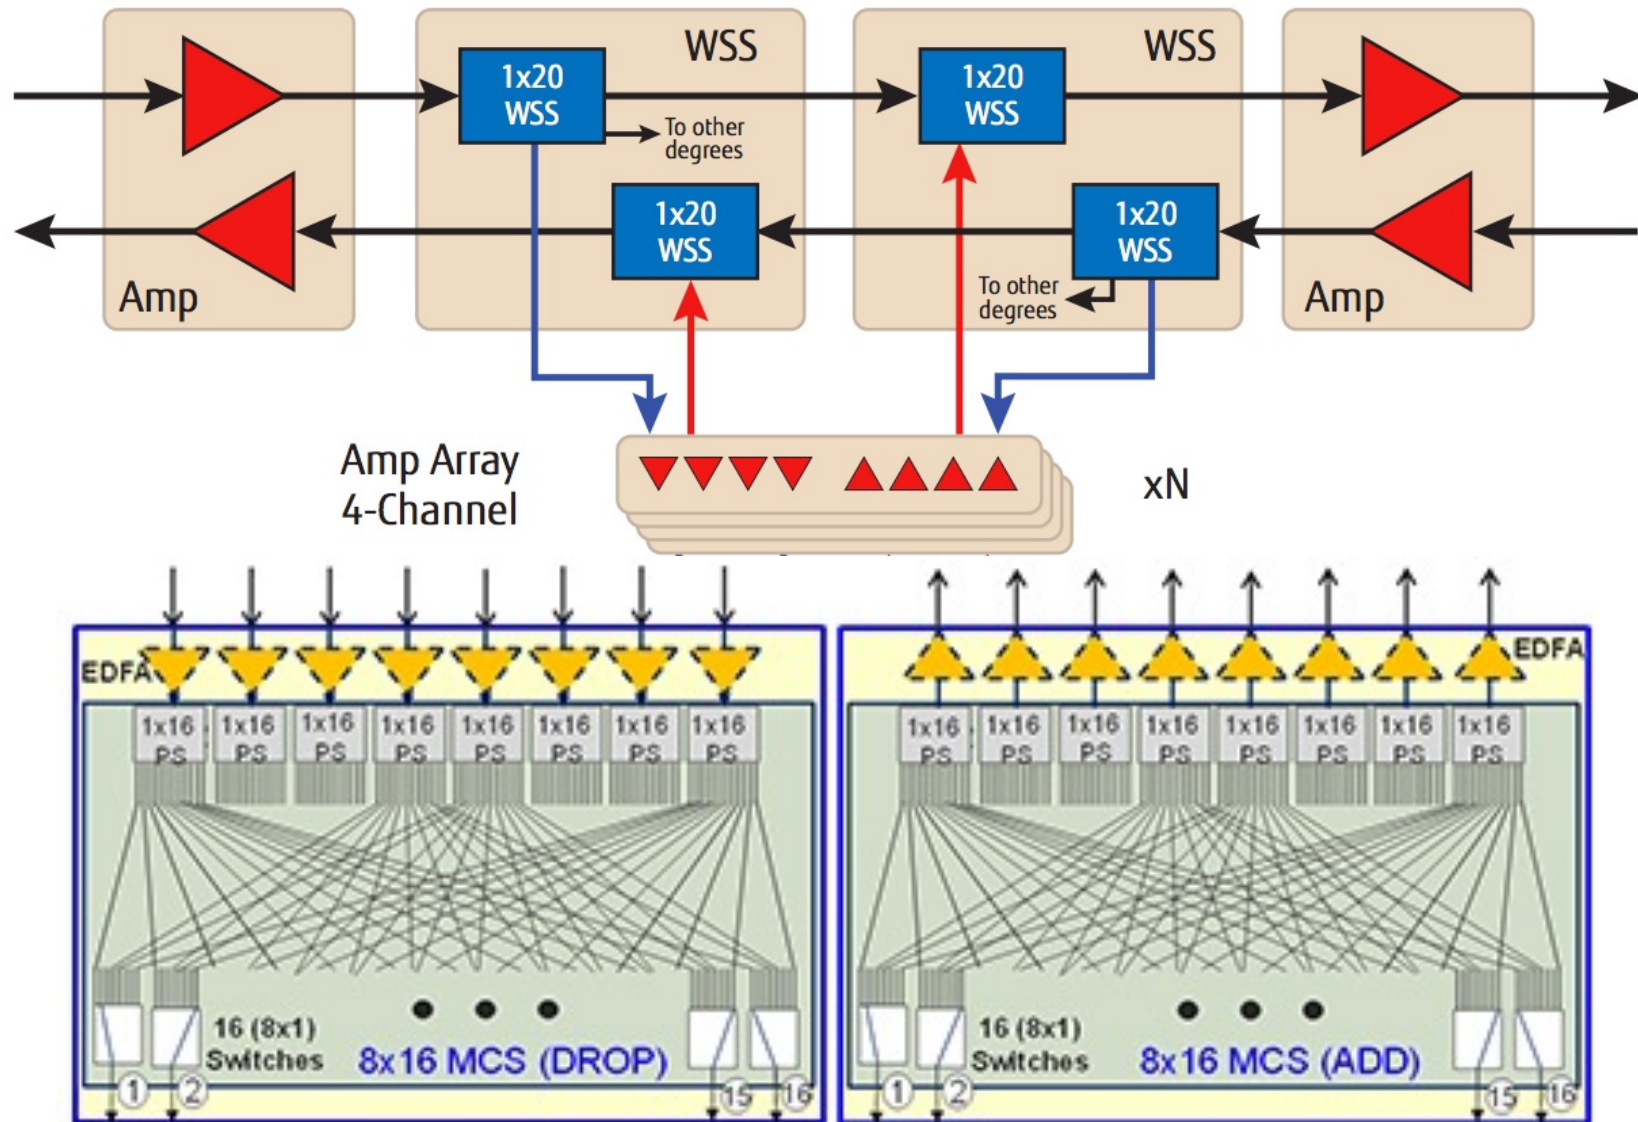 WSS
WSS
1x20
WSS
1x20
WSS
To other
degrees
1x20
WSS
1x20
WSS
To other
degrees
Amp
Amp
Amp Array
4-Channel
xN
EDFA
EDFA
1x16
PS
1x16
PS
1x16
PS
1x16
PS
1x16
PS
1x16
PS
1x16
PS
1x16
PS
1x16
PS
1x16
PS
1x16
PS
1x16
PS
1x16
PS
1x16
PS
1x16
PS
1x16
PS
16 (8x1)
Switches
8x16 MCS (DROP)
1
2
15
16
16 (8x1)
Switches
8x16 MCS (ADD)
1
2
15
16